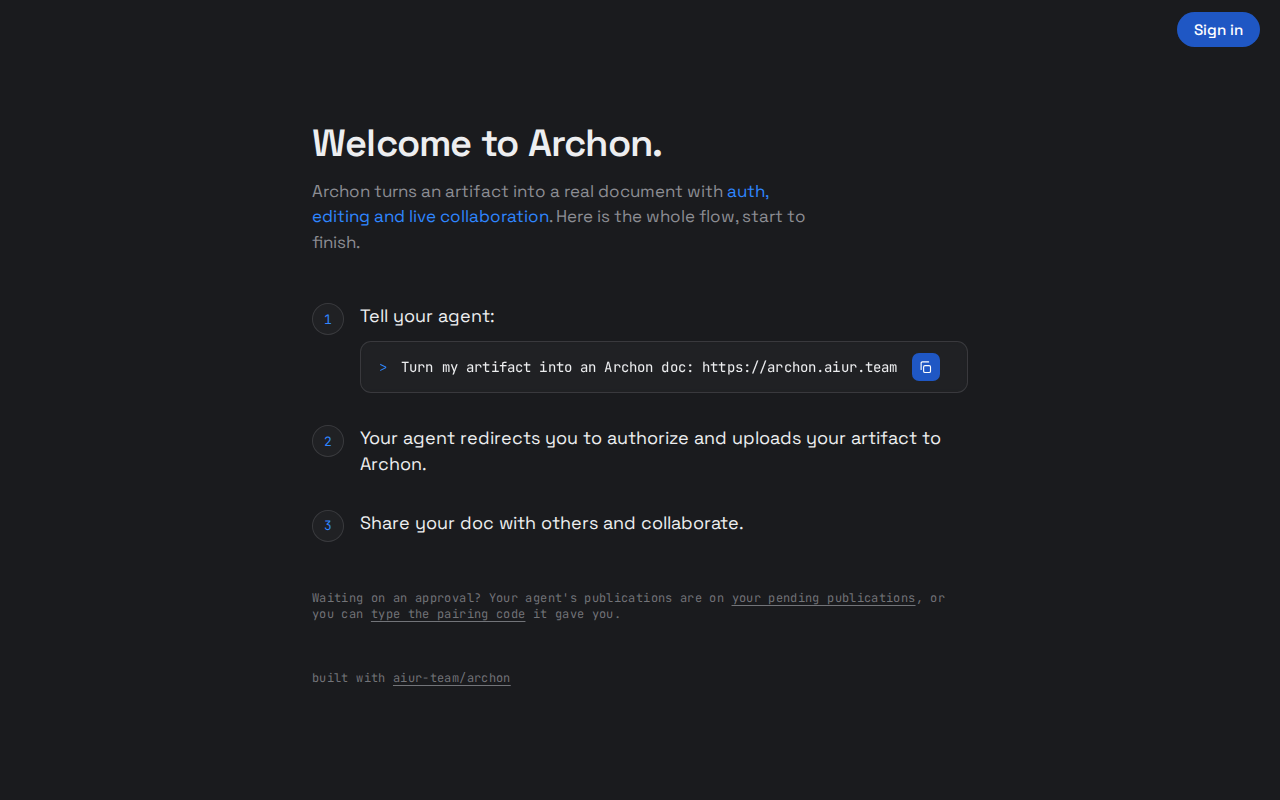 Sign in
Welcome to Archon.
Archon turns an artifact into a real document with auth,
editing and live collaboration. Here is the whole flow, start to
finish.
1
Tell your agent:
> Turn my artifact into an Archon doc: https://archon.aiur.team
2
Your agent redirects you to authorize and uploads your artifact to
Archon.
3
Share your doc with others and collaborate.
Waiting on an approval? Your agent's publications are on your pending publications, or
you can type the pairing code it gave you.
built with aiur-team/archon